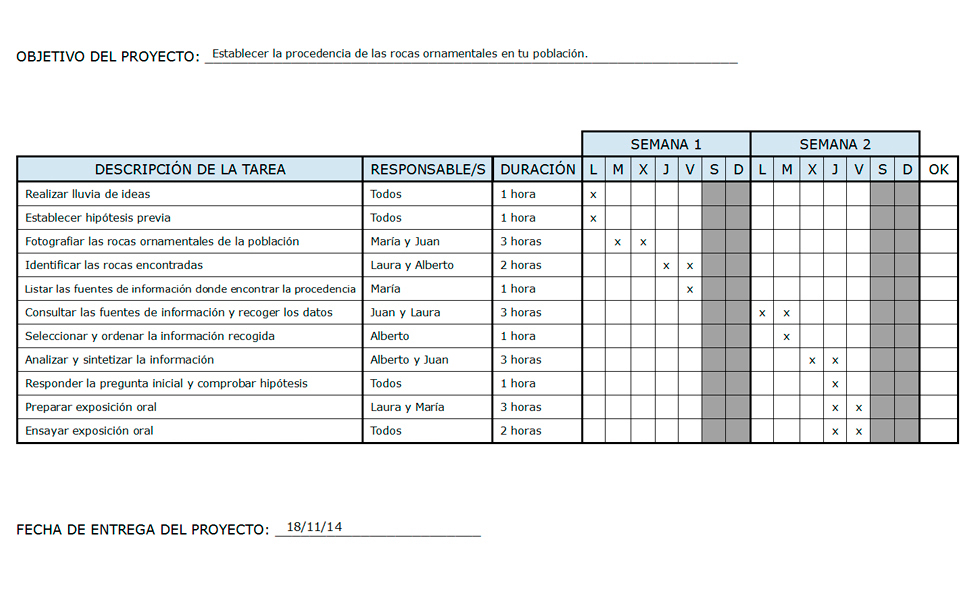 OBJETIVO DEL PROYECTO: Establecer la procedencia de las rocas ornamentales en tu población.
SEMANA 1 SEMANA 2
DESCRIPCIÓN DE LA TAREA RESPONSABLE/S DURACIÓN L M X J V S D L M X J V S D OK
Realizar lluvia de ideas Todos 1 hora x
Establecer hipótesis previa Todos 1 hora x
Fotografiar las rocas ornamentales de la población María y Juan 3 horas x x
Identificar las rocas encontradas Laura y Alberto 2 horas x x
Listar las fuentes de información donde encontrar la procedencia María 1 hora x
Consultar las fuentes de información y recoger los datos Juan y Laura 3 horas x x
Seleccionar y ordenar la información recogida Alberto 1 hora x
Analizar y sintetizar la información Alberto y Juan 3 horas x x
Responder la pregunta inicial y comprobar hipótesis Todos 1 hora x
Preparar exposición oral Laura y María 3 horas x x
Ensayar exposición oral Todos 2 horas x x
FECHA DE ENTREGA DEL PROYECTO: 18/11/14